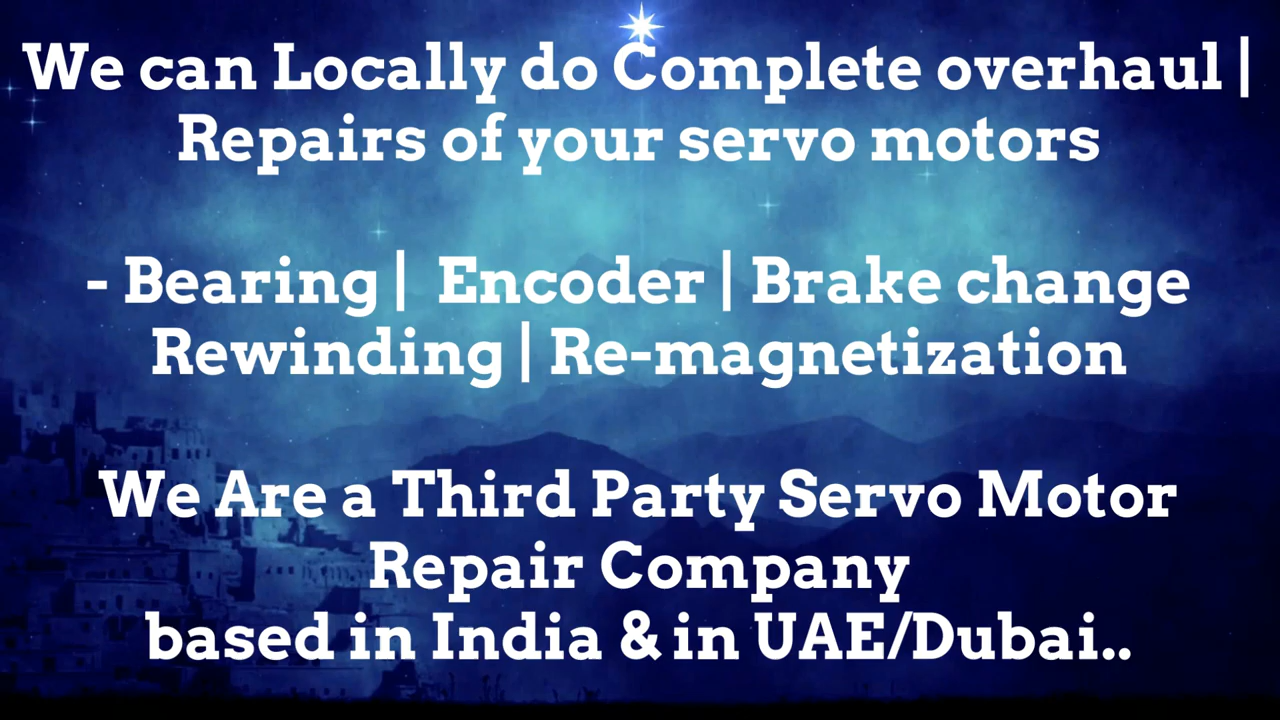 We can Locally do Complete overhaul |
Repairs of your servo motors
- Bearing | Encoder | Brake change
Rewinding | Re-magnetization
We Are a Third Party Servo Motor
Repair Company
based in India & in UAE/Dubai..